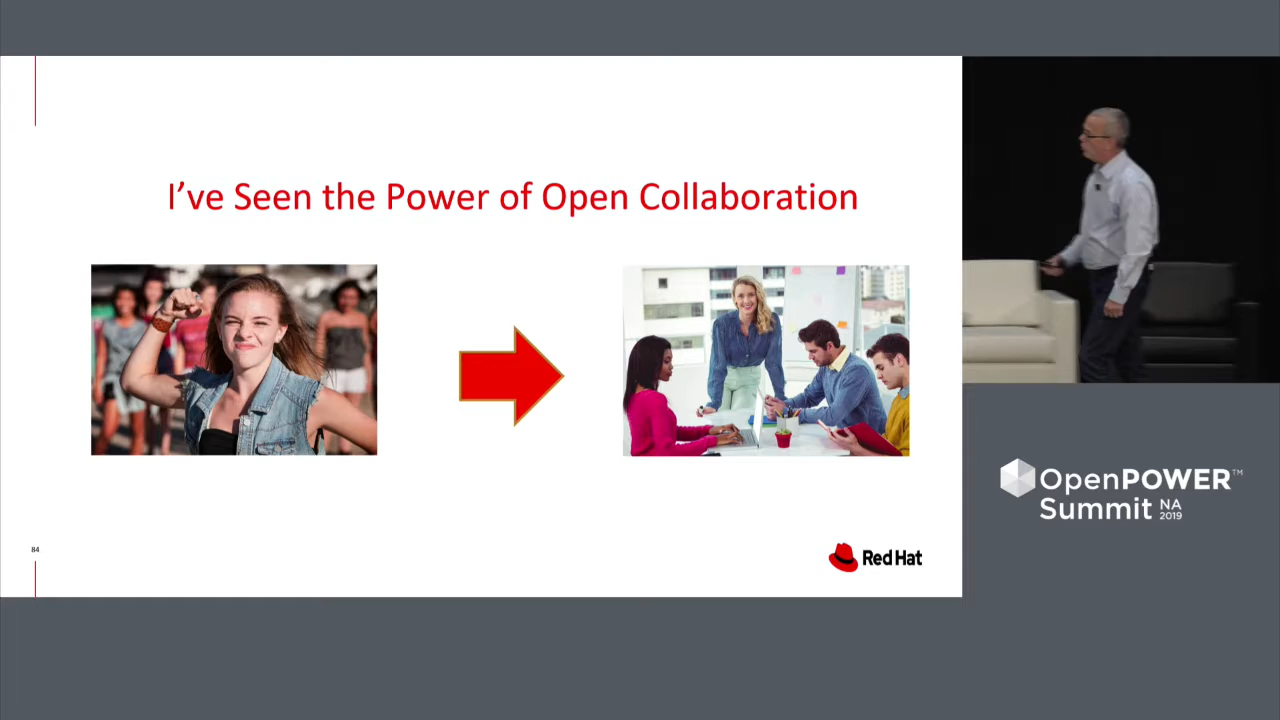 I've Seen the Power of Open Collaboration
84
Red Hat
OpenPOWER™
Summit NA
2019